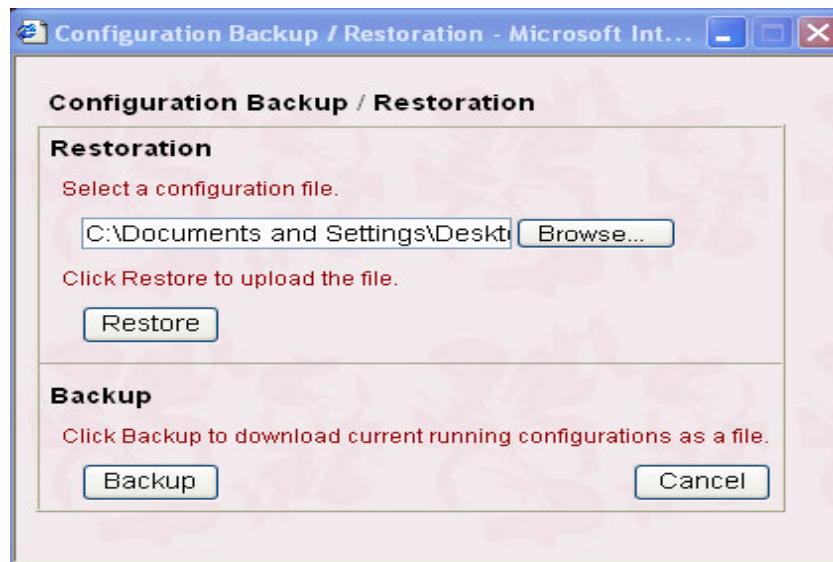 Configuration Backup / Restoration - Microsoft Int...
Configuration Backup / Restoration
Restoration
Select a configuration file.
C:\Documents and Settings\Deskt Browse...
Click Restore to upload the file.
Restore
Backup
Click Backup to download current running configurations as a file.
Backup Cancel